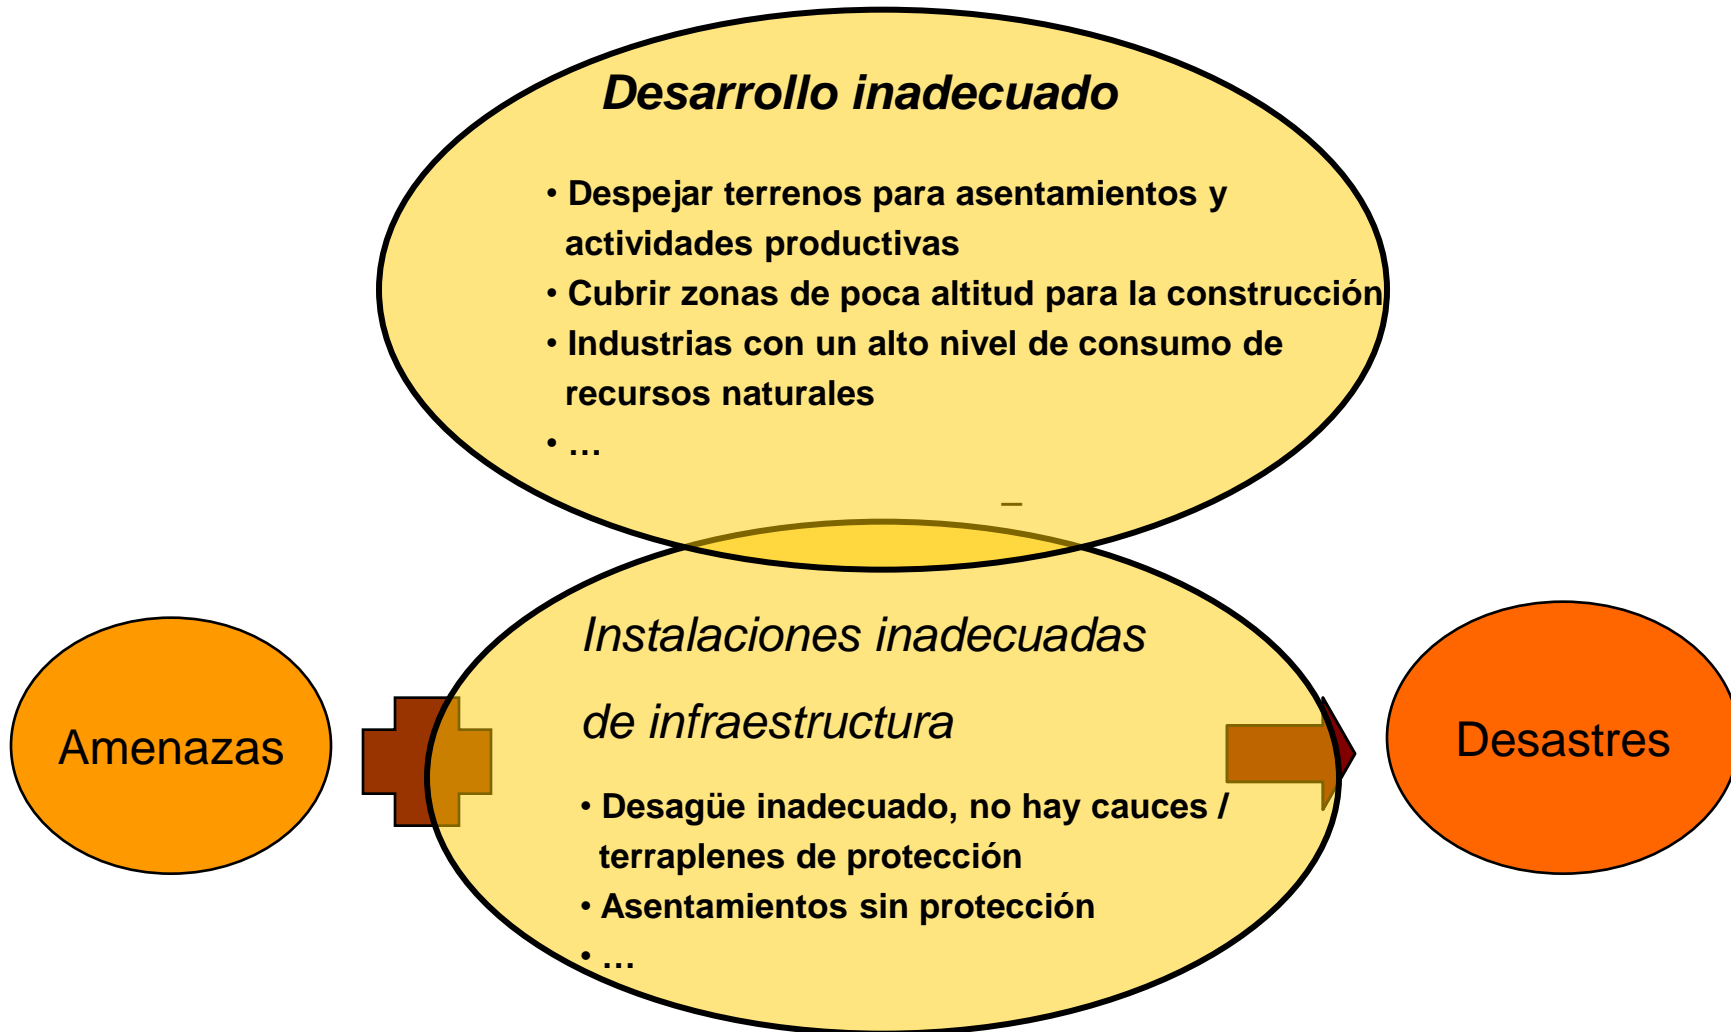 Desarrollo inadecuado
• Despejar terrenos para asentamientos y
actividades productivas
• Cubrir zonas de poca altitud para la construcción
• Industrias con un alto nivel de consumo de
recursos naturales
• …
–
Instalaciones inadecuadas
de infraestructura
Amenazas
Desastres
• Desagüe inadecuado, no hay cauces /
terraplenes de protección
• Asentamientos sin protección
• …